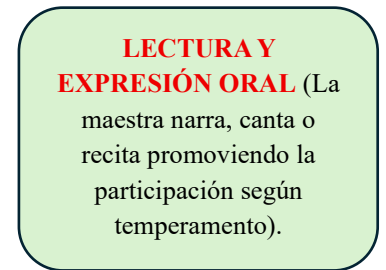 LECTURA Y
EXPRESIÓN ORAL (La
maestra narra, canta o
recita promoviendo la
participación según
temperamento).